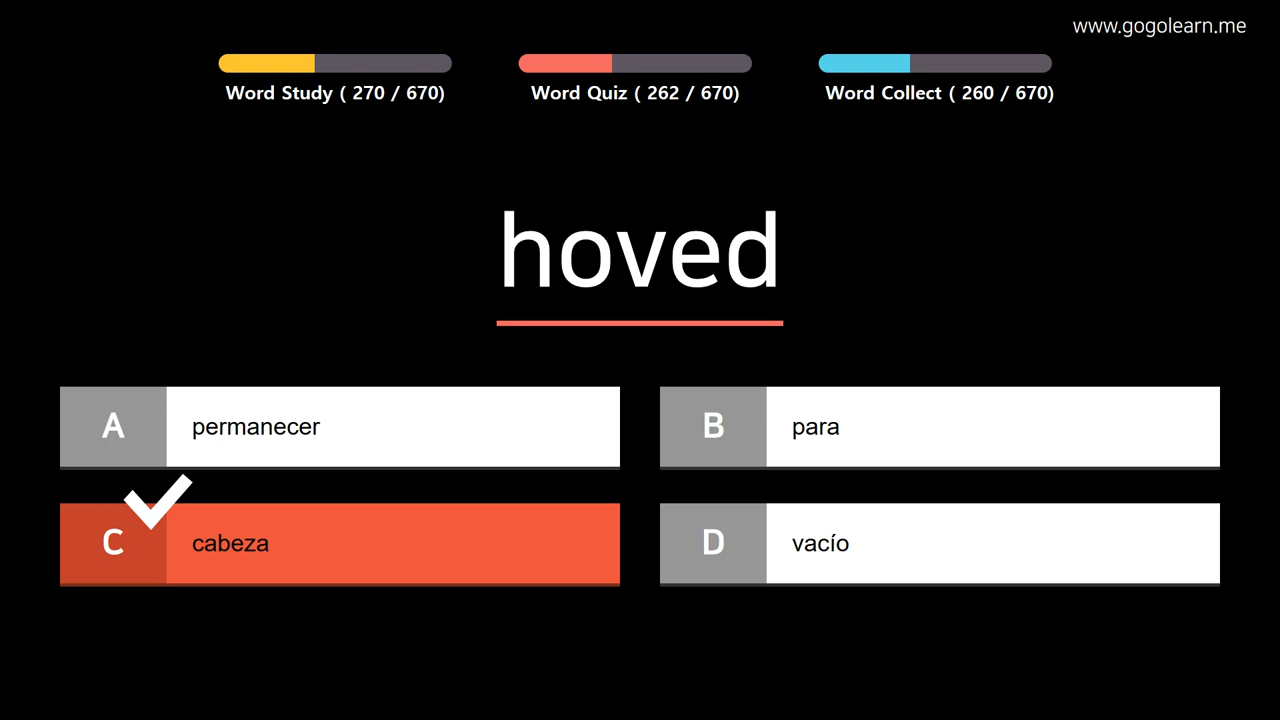 www.gogolearn.me
Word Study ( 270 / 670)
Word Quiz ( 262 / 670)
Word Collect ( 260 / 670)
hoved
A permanecer
B para
C cabeza
D vacío